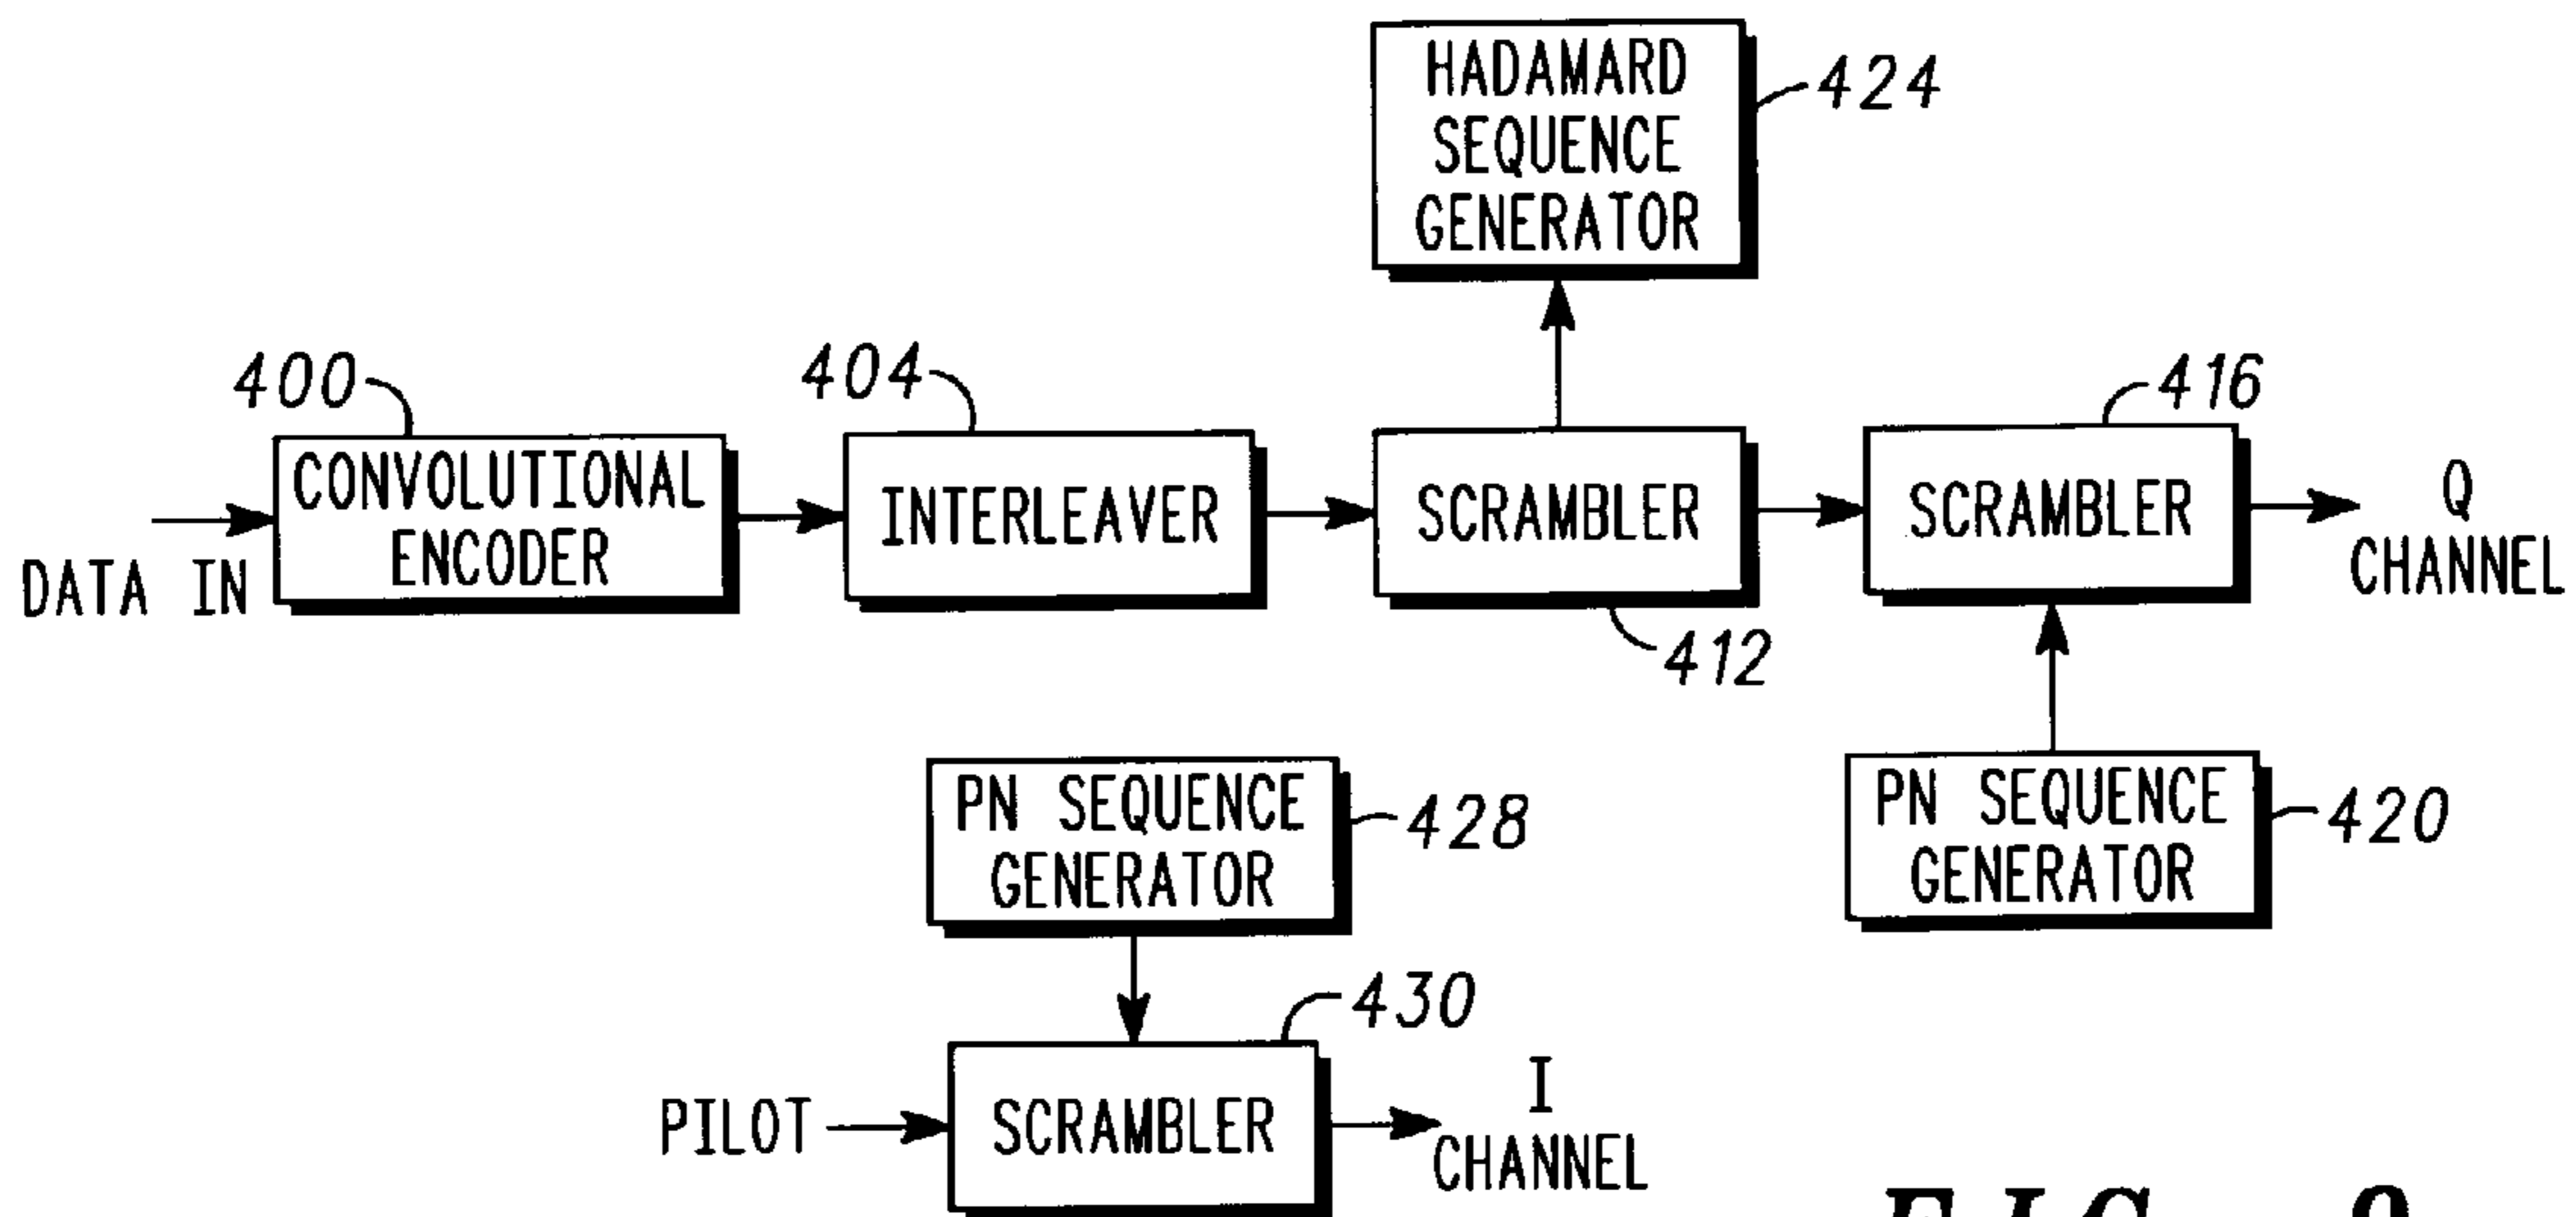 HADAMARD
SEQUENCE
GENERATOR
424
400
404
416
DATA IN
CONVOLUTIONAL
ENCODER
INTERLEAVER
SCRAMBLER
SCRAMBLER
Q
CHANNEL
412
PN SEQUENCE
GENERATOR
428
PN SEQUENCE
GENERATOR
420
430
PILOT
SCRAMBLER
I
CHANNEL
FIG.